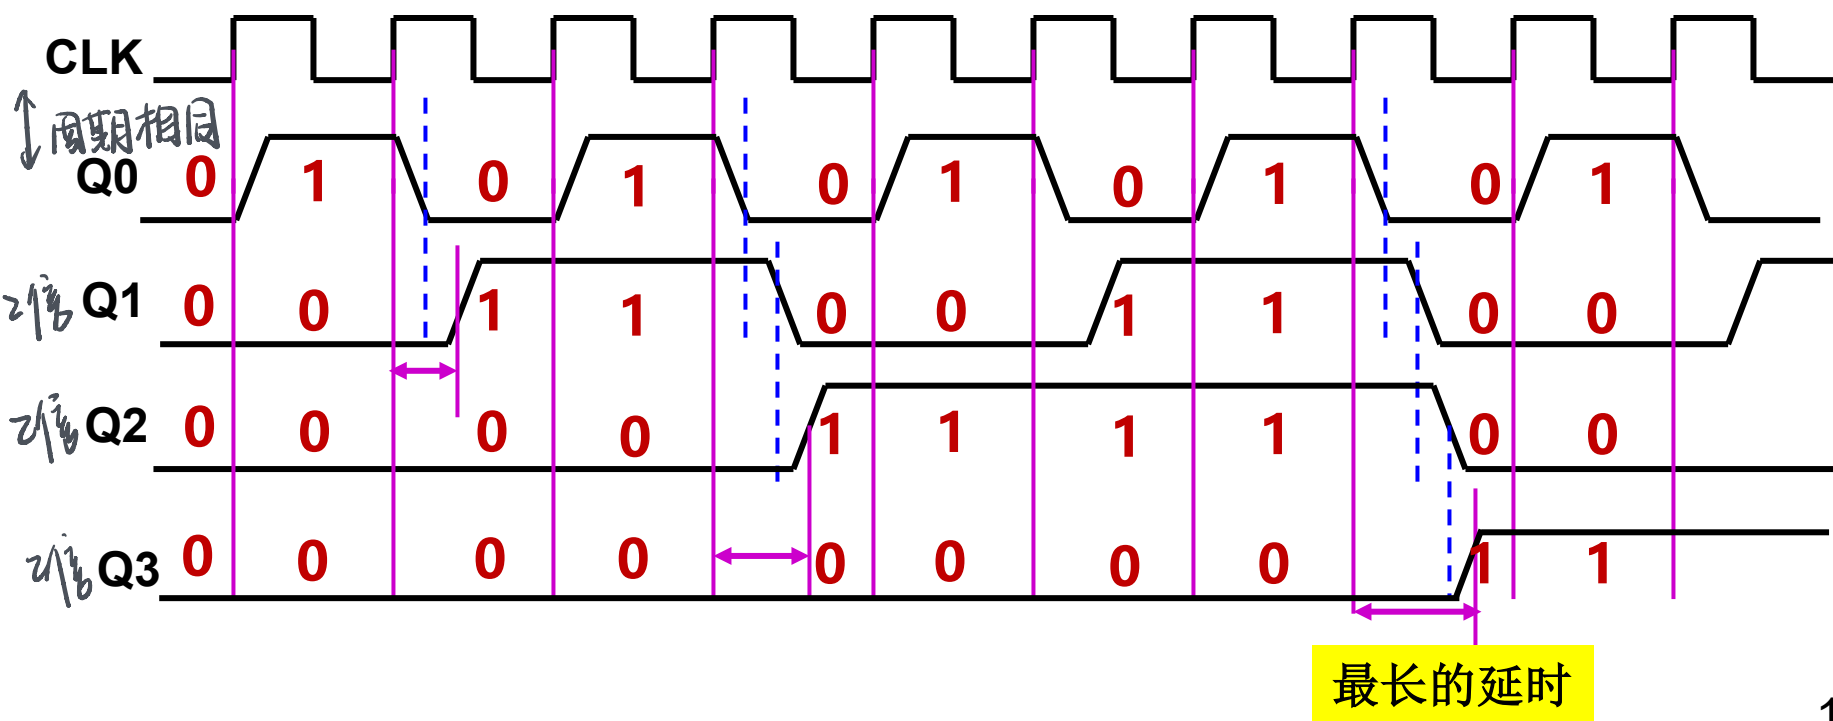 CLK
周期相同
Q0 0 1 0 1 0 1 0 1 0 1
2倍 Q1 0 0 1 1 0 0 1 1 0 0
2倍 Q2 0 0 0 0 1 1 1 1 0 0
2倍 Q3 0 0 0 0 0 0 0 0 1 1
最长的延时
1